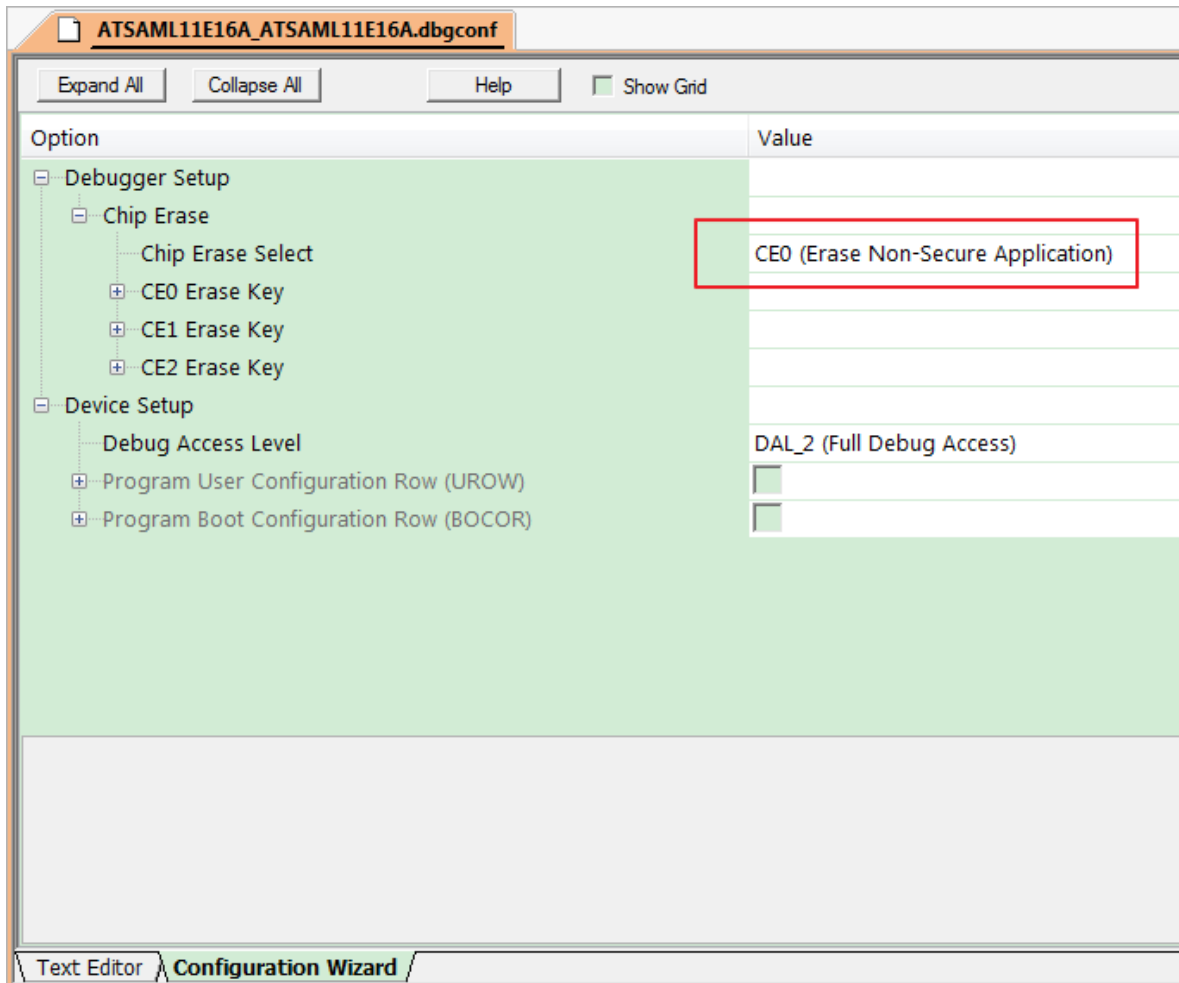 ATSAML11E16A_ATSAML11E16A.dbgconf
Expand All Collapse All Help Show Grid
Option Value
Debugger Setup
Chip Erase
Chip Erase Select CE0 (Erase Non-Secure Application)
CE0 Erase Key
CE1 Erase Key
CE2 Erase Key
Device Setup
Debug Access Level DAL_2 (Full Debug Access)
Program User Configuration Row (UROW)
Program Boot Configuration Row (BOCOR)
Text Editor Configuration Wizard